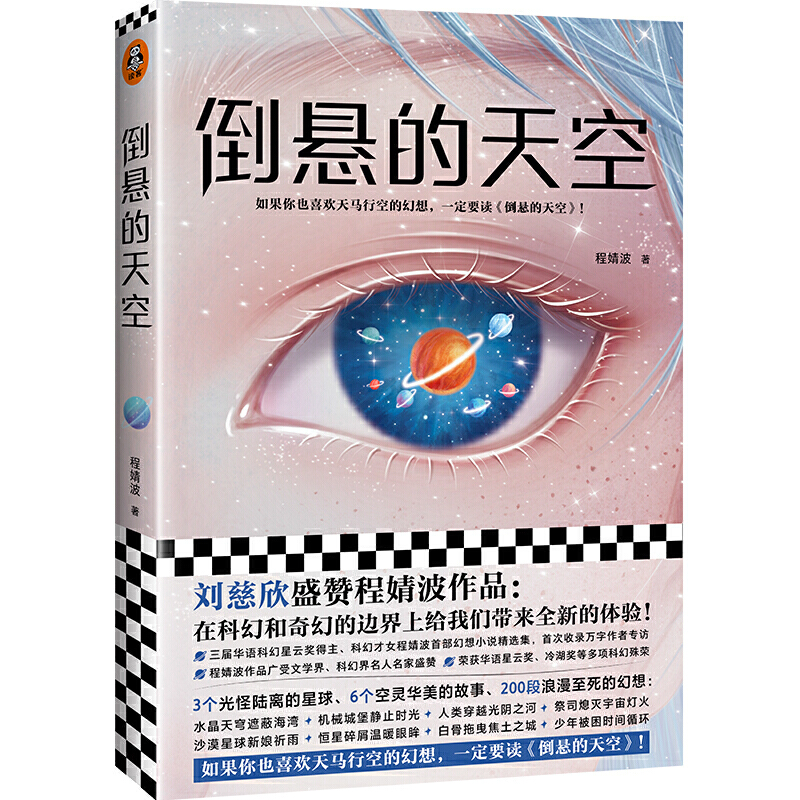 读客
倒悬的天空
程婧波 著
倒悬的天空
如果你也喜欢天马行空的幻想，一定要读《倒悬的天空》！
程婧波 著
刘慈欣盛赞程婧波作品：
在科幻和奇幻的边界上给我们带来全新的体验！
三届华语科幻星云奖得主、科幻才女程婧波首部幻想小说精选集，首次收录万字作者专访
程婧波作品广受文学界、科幻界名人名家盛赞 荣获华语星云奖、冷湖奖等多项科幻殊荣
3个光怪陆离的星球、6个空灵华美的故事、200段浪漫至死的幻想：
水晶天穹遮蔽海湾 机械城堡静止时光 人类穿越光阴之河 祭司熄灭宇宙灯火
沙漠星球新娘祈雨 恒星碎屑温暖眼眸 白骨拖曳焦土之城 少年被困时间循环
如果你也喜欢天马行空的幻想，一定要读《倒悬的天空》！